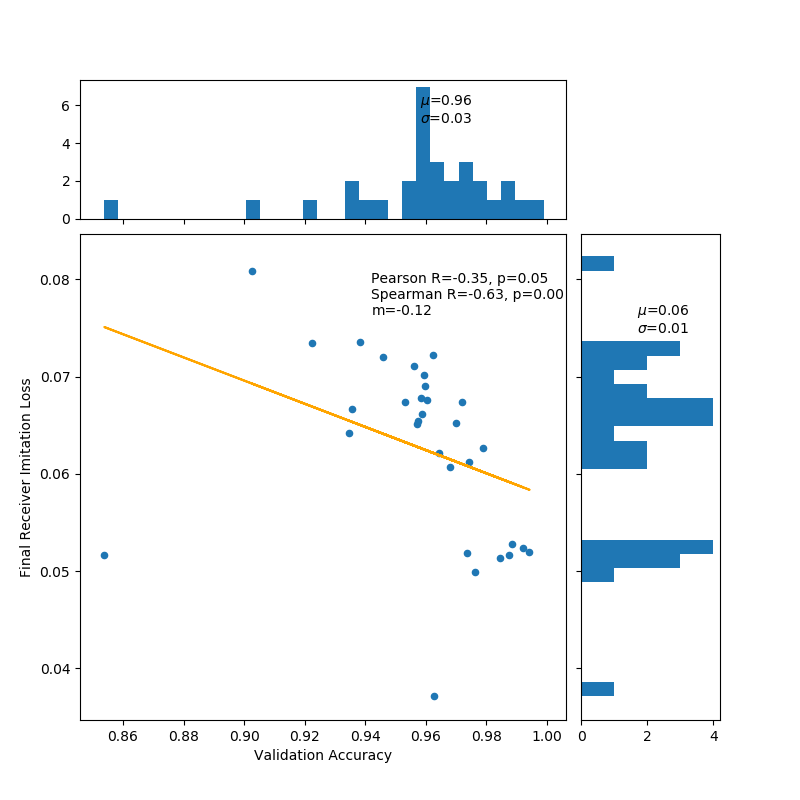 6
4
2
0
μ=0.96
σ=0.03
0.08
0.07
0.06
0.05
0.04
Final Receiver Imitation Loss
Pearson R=-0.35, p=0.05
Spearman R=-0.63, p=0.00
m=-0.12
μ=0.06
σ=0.01
0.86 0.88 0.90 0.92 0.94 0.96 0.98 1.00
Validation Accuracy
0 2 4